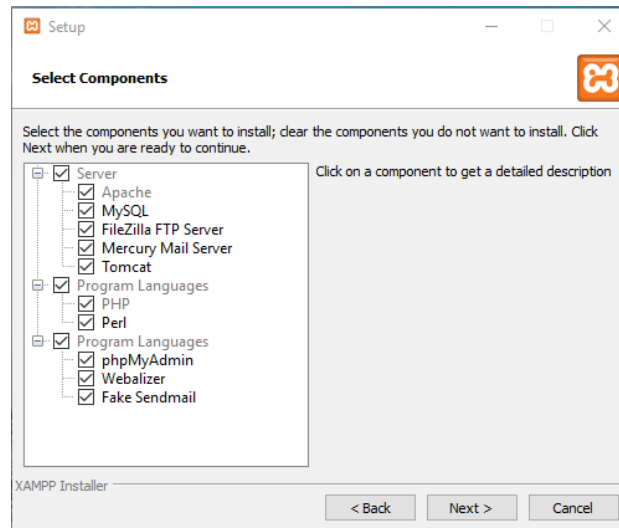 Setup
Select Components
Select the components you want to install; clear the components you do not want to install. Click
Next when you are ready to continue.
Server
Apache
MySQL
FileZilla FTP Server
Mercury Mail Server
Tomcat
Program Languages
PHP
Perl
Program Languages
phpMyAdmin
Webalizer
Fake Sendmail
Click on a component to get a detailed description
XAMPP Installer
< Back
Next >
Cancel